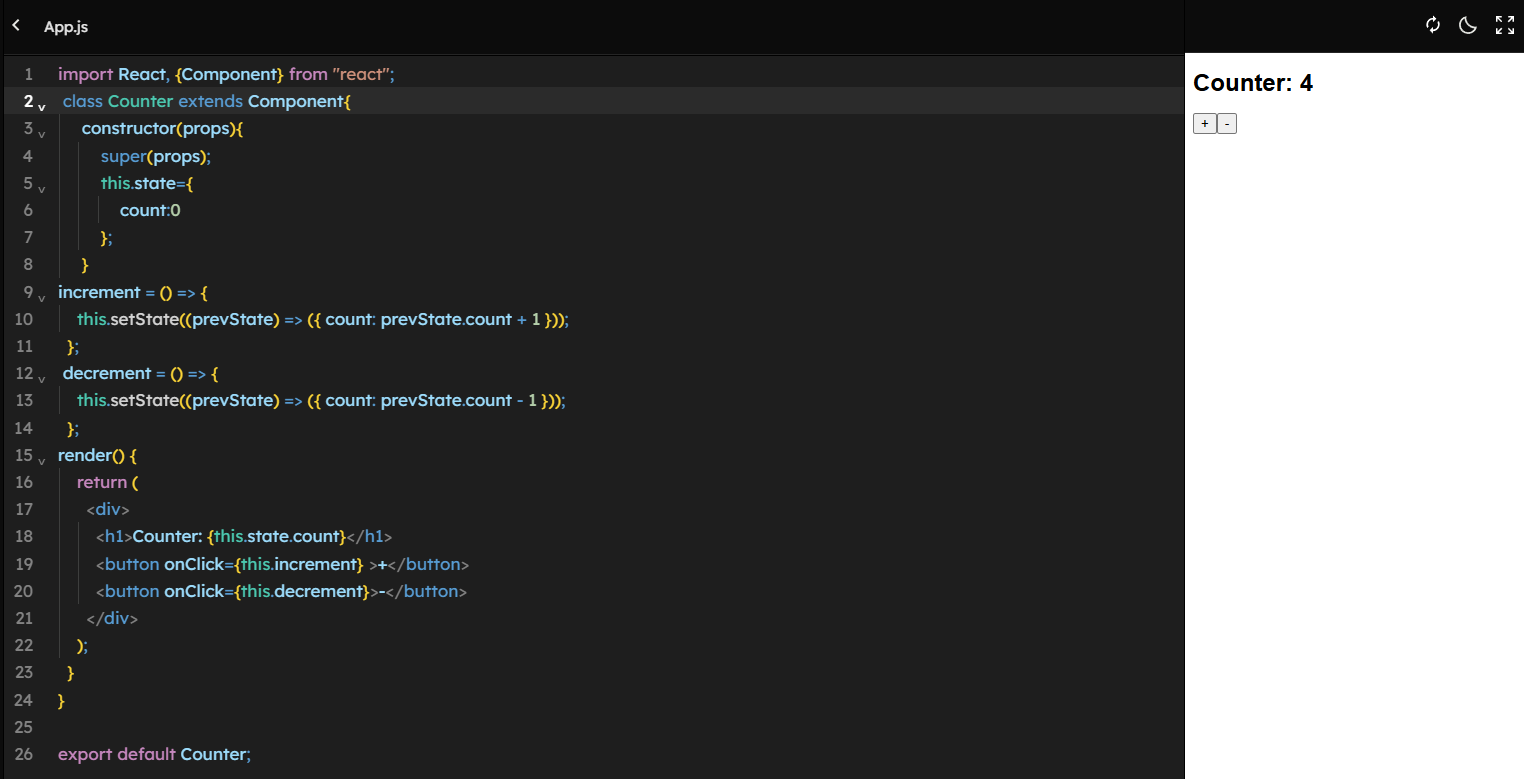 App.js
1 import React, {Component} from "react";
2 class Counter extends Component{
3 constructor(props){
4 super(props);
5 this.state={
6 count:0
7 };
8 }
9 increment = () => {
10 this.setState((prevState) => ({ count: prevState.count + 1 }));
11 };
12 decrement = () => {
13 this.setState((prevState) => ({ count: prevState.count - 1 }));
14 };
15 render() {
16 return (
17 <div>
18 <h1>Counter: {this.state.count}</h1>
19 <button onClick={this.increment} >+</button>
20 <button onClick={this.decrement}>-</button>
21 </div>
22 );
23 }
24 }
25
26 export default Counter;
Counter: 4
+ -